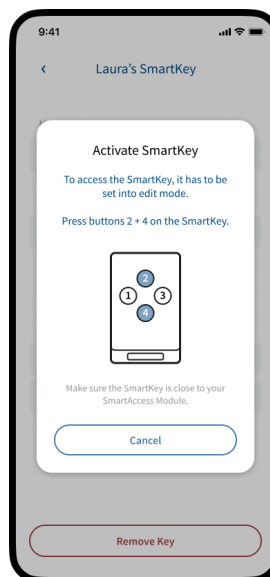 9:41
Laura's SmartKey
Activate SmartKey
To access the SmartKey, it has to be
set into edit mode.
Press buttons 2 + 4 on the SmartKey.
2
1
3
4
Make sure the SmartKey is close to your
SmartAccess Module.
Cancel
Remove Key